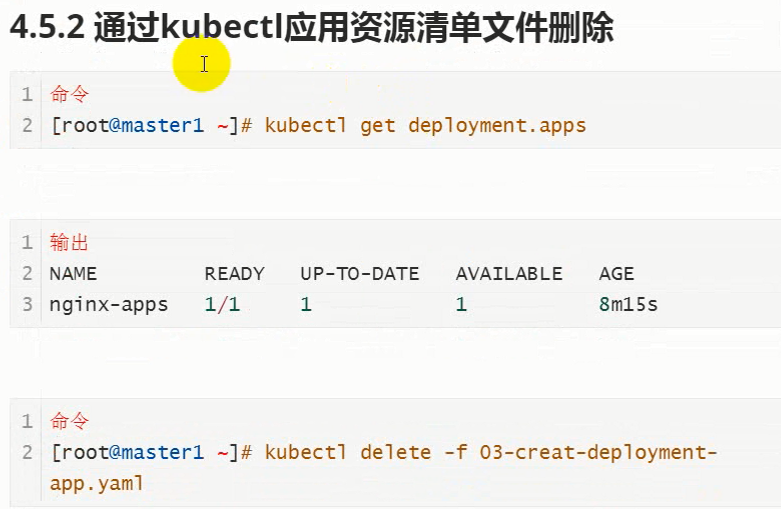 4.5.2 通过kubectl应用资源清单文件删除
1 命令
2 [root@master1 ~]# kubectl get deployment.apps
1 输出
2 NAME READY UP-TO-DATE AVAILABLE AGE
3 nginx-apps 1/1 1 1 8m15s
1 命令
2 [root@master1 ~]# kubectl delete -f 03-creat-deployment-
app.yaml